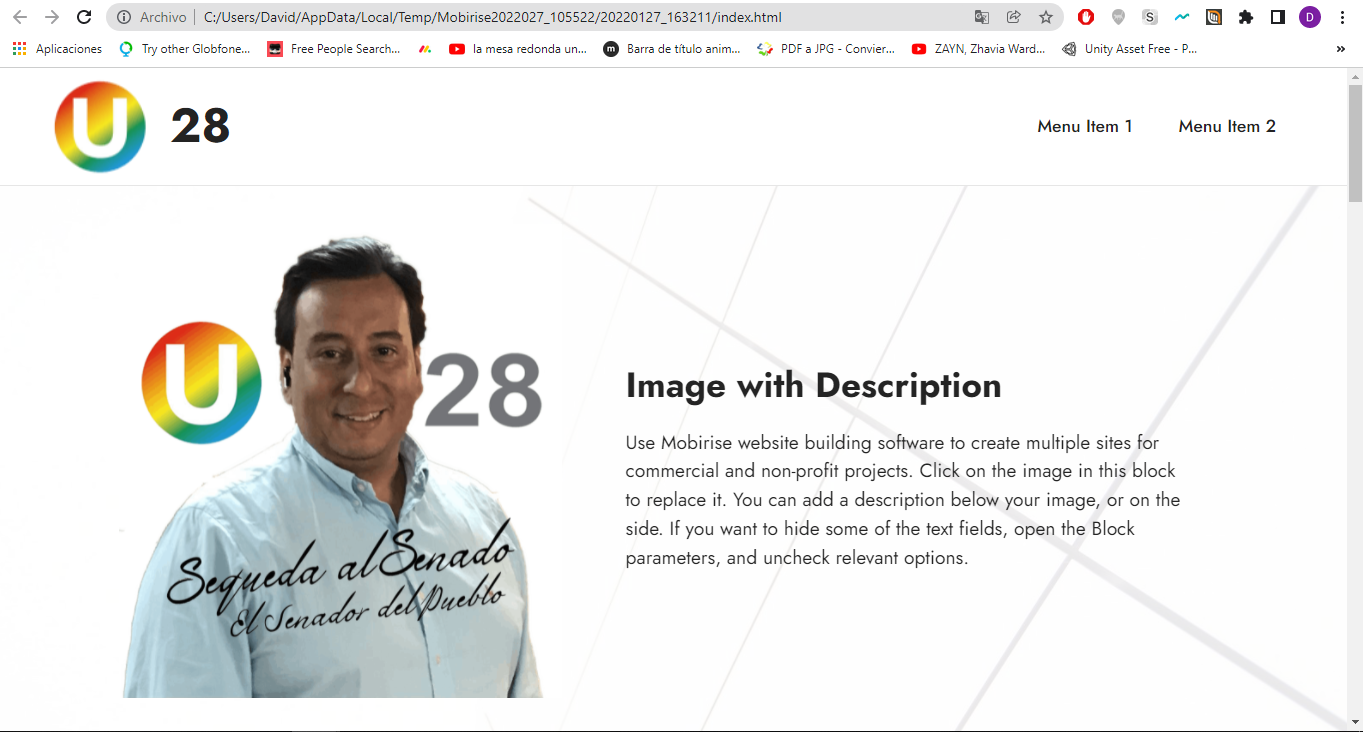 Archivo | C:/Users/David/AppData/Local/Temp/Mobirise2022027_105522/20220127_163211/index.html
S
D
Aplicaciones Try other Globfone... Free People Search... la mesa redonda un... m Barra de título anim... PDF a JPG - Convier... ZAYN, Zhavia Ward... Unity Asset Free - P... »
U 28 Menu Item 1 Menu Item 2
U 28
Sequeda al Senado
El Senador del Pueblo
Image with Description
Use Mobirise website building software to create multiple sites for
commercial and non-profit projects. Click on the image in this block
to replace it. You can add a description below your image, or on the
side. If you want to hide some of the text fields, open the Block
parameters, and uncheck relevant options.